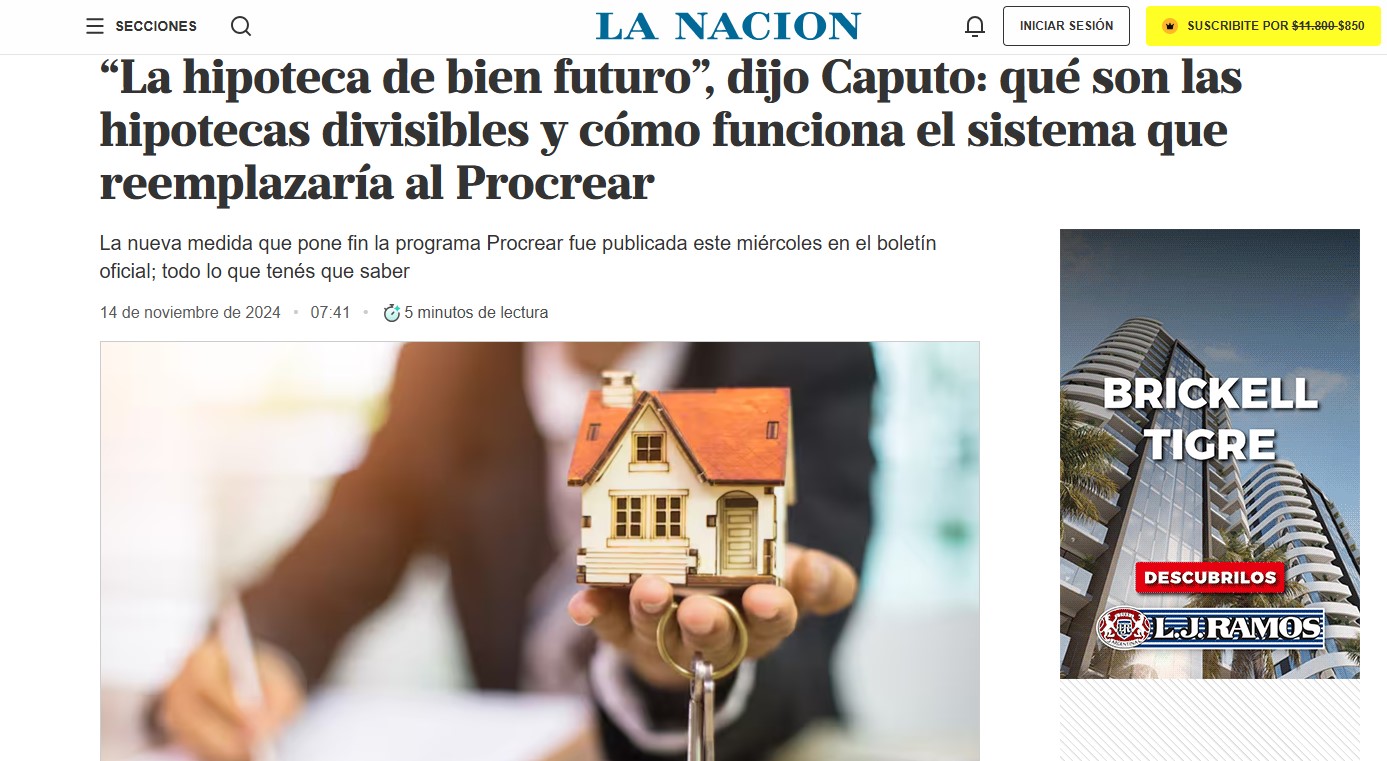 SECCIONES
LA NACION
INICIAR SESIÓN
SUSCRIBITE POR $11.800 $850
“La hipoteca de bien futuro”, dijo Caputo: qué son las
hipotecas divisibles y cómo funciona el sistema que
reemplazaría al Procrear
La nueva medida que pone fin la programa Procrear fue publicada este miércoles en el boletín
oficial; todo lo que tenés que saber
14 de noviembre de 2024 • 07:41 • 5 minutos de lectura
BRICKELL
TIGRE
DESCUBRILOS
L.J.RAMOS